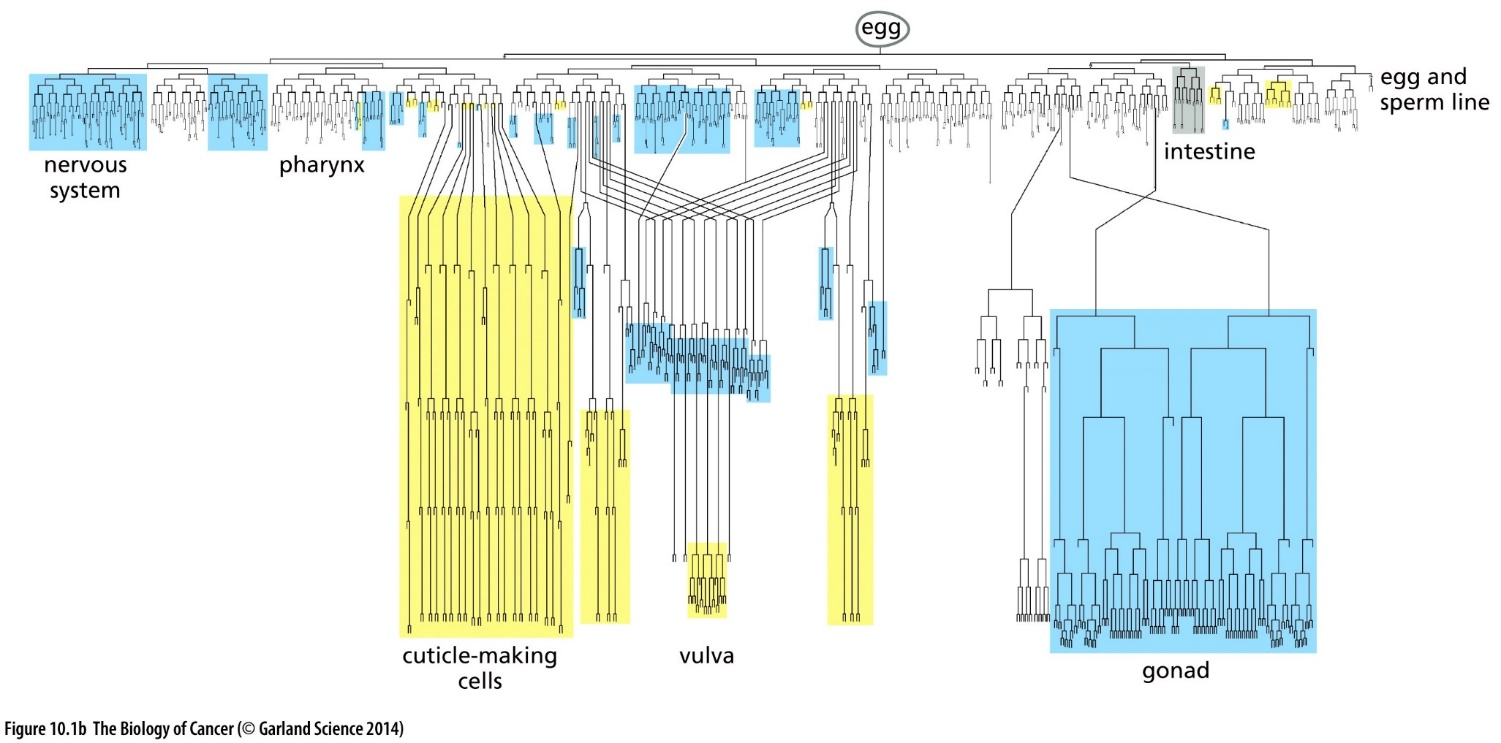 egg
egg and
sperm line
nervous
system
pharynx
intestine
cuticle-making
cells
vulva
gonad
Figure 10.1b The Biology of Cancer (© Garland Science 2014)